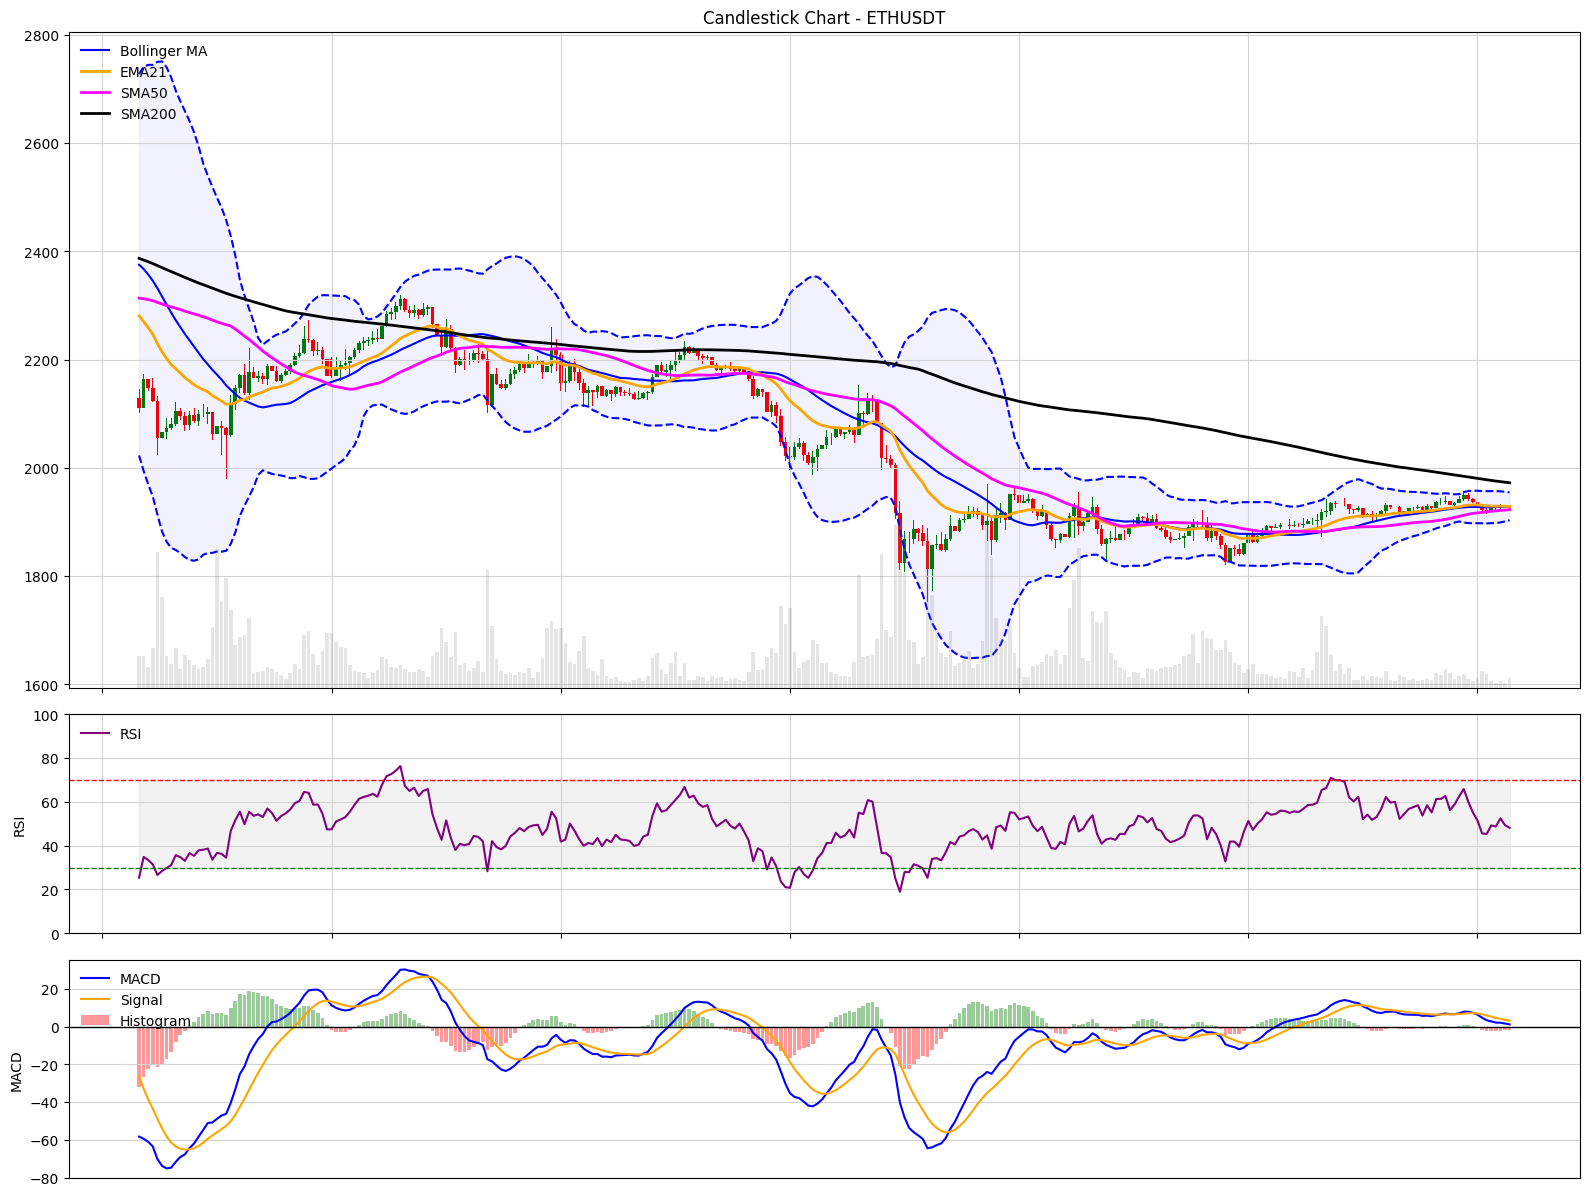 Candlestick Chart - ETHUSDT
2800
2600
2400
2200
2000
1800
1600
Bollinger MA
EMA21
SMA50
SMA200
100
80
60
40
20
0
RSI
RSI
20
0
−20
−40
−60
−80
MACD
MACD
Signal
Histogram